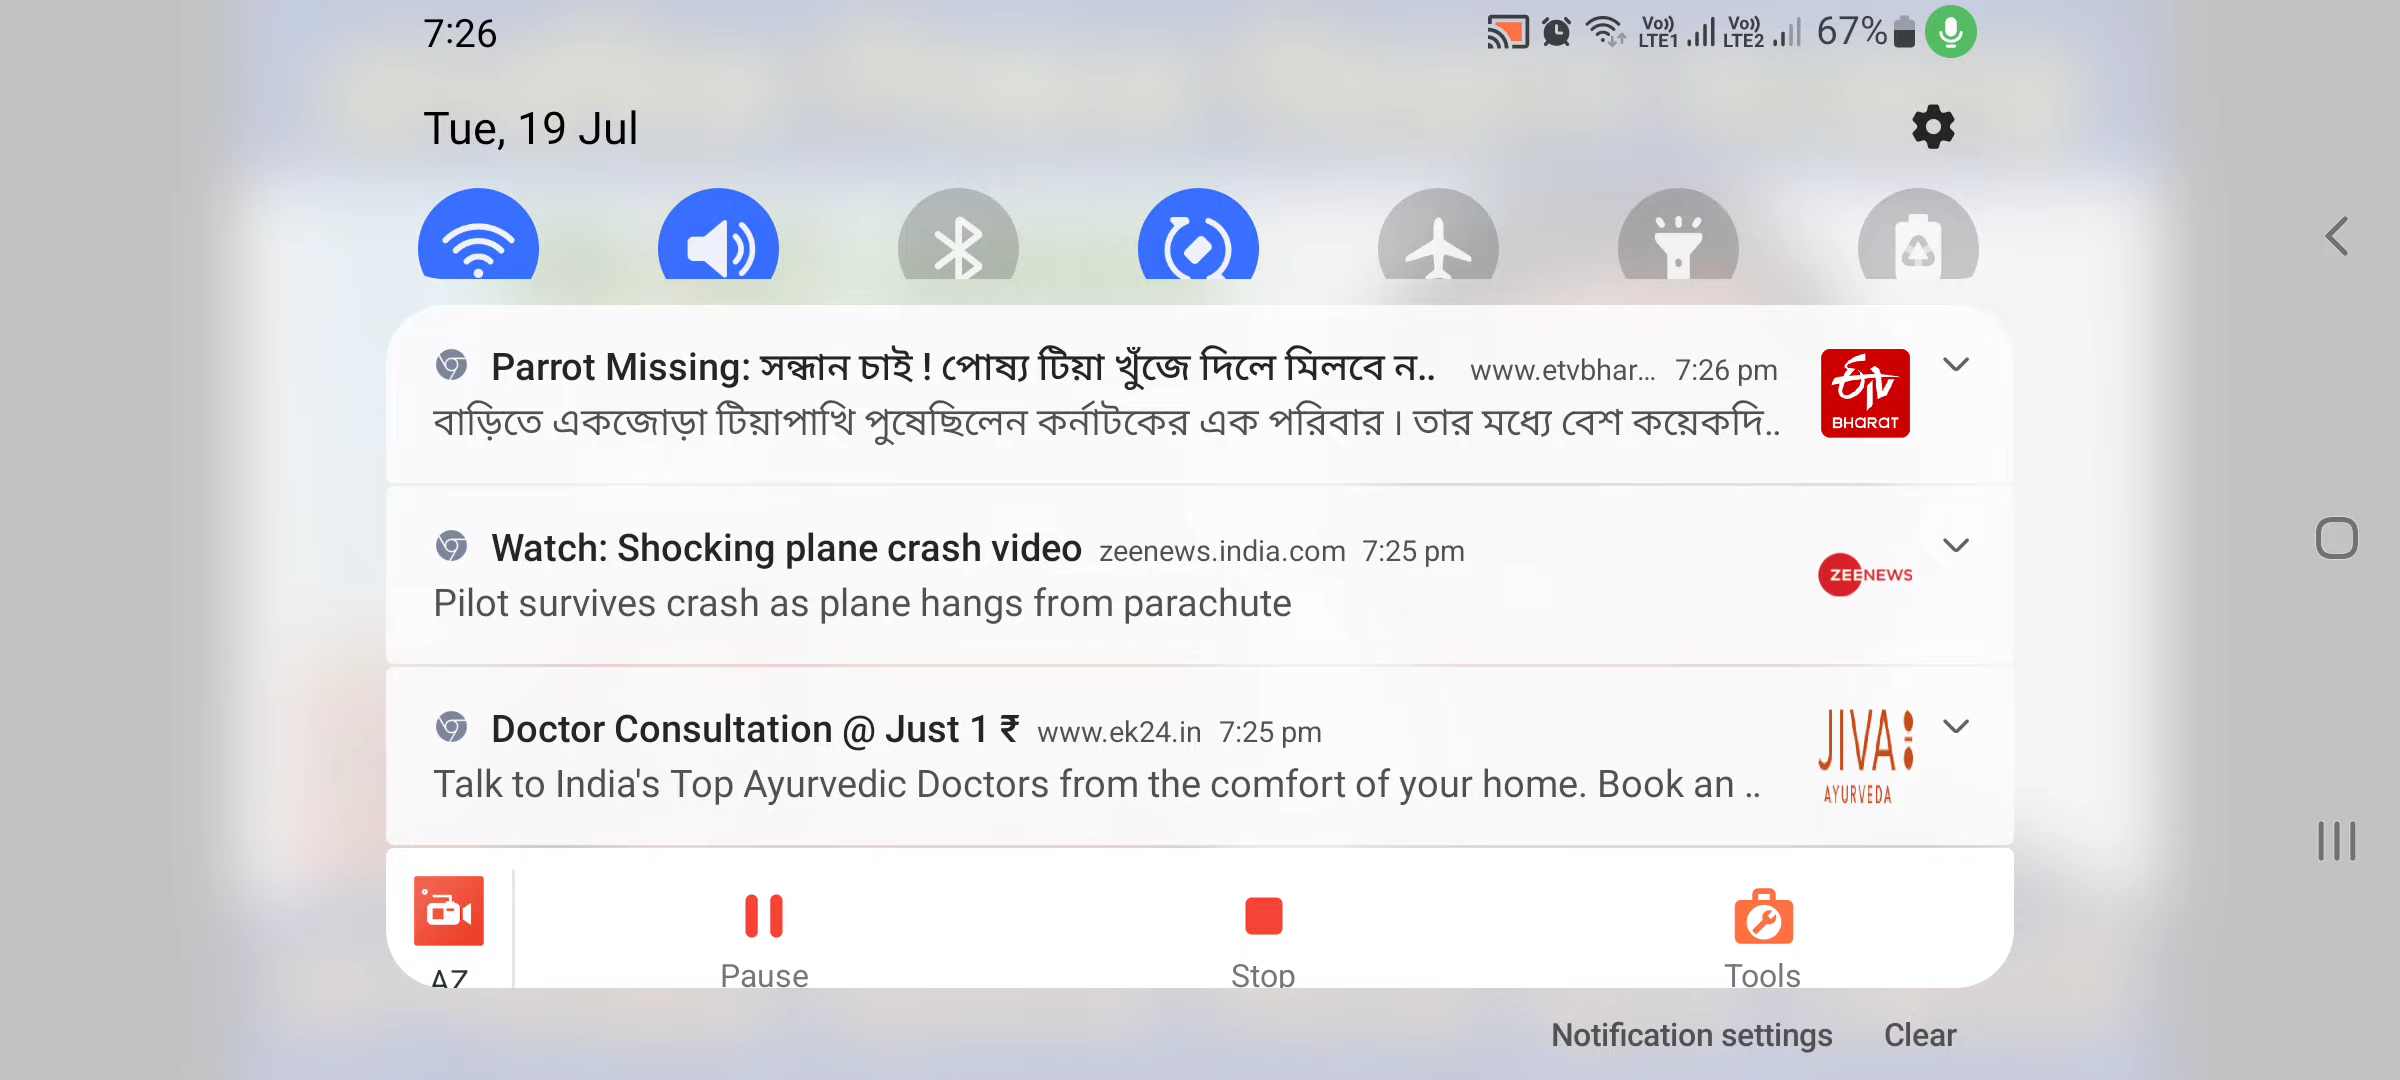 7:26
Vo)) LTE1 Vo)) LTE2 67%
Tue, 19 Jul
Parrot Missing: সন্ধান চাই ! পোষ্য টিয়া খুঁজে দিলে মিলবে ন.. www.etvbhar... 7:26 pm
বাড়িতে একজোড়া টিয়াপাখি পুষেছিলেন কর্নাটকের এক পরিবার । তার মধ্যে বেশ কয়েকদি..
etv BHARAT
Watch: Shocking plane crash video zeenews.india.com 7:25 pm
Pilot survives crash as plane hangs from parachute
ZEENEWS
Doctor Consultation @ Just 1 ₹ www.ek24.in 7:25 pm
Talk to India's Top Ayurvedic Doctors from the comfort of your home. Book an ..
JIVA AYURVEDA
AZ
Pause Stop Tools
Notification settings Clear